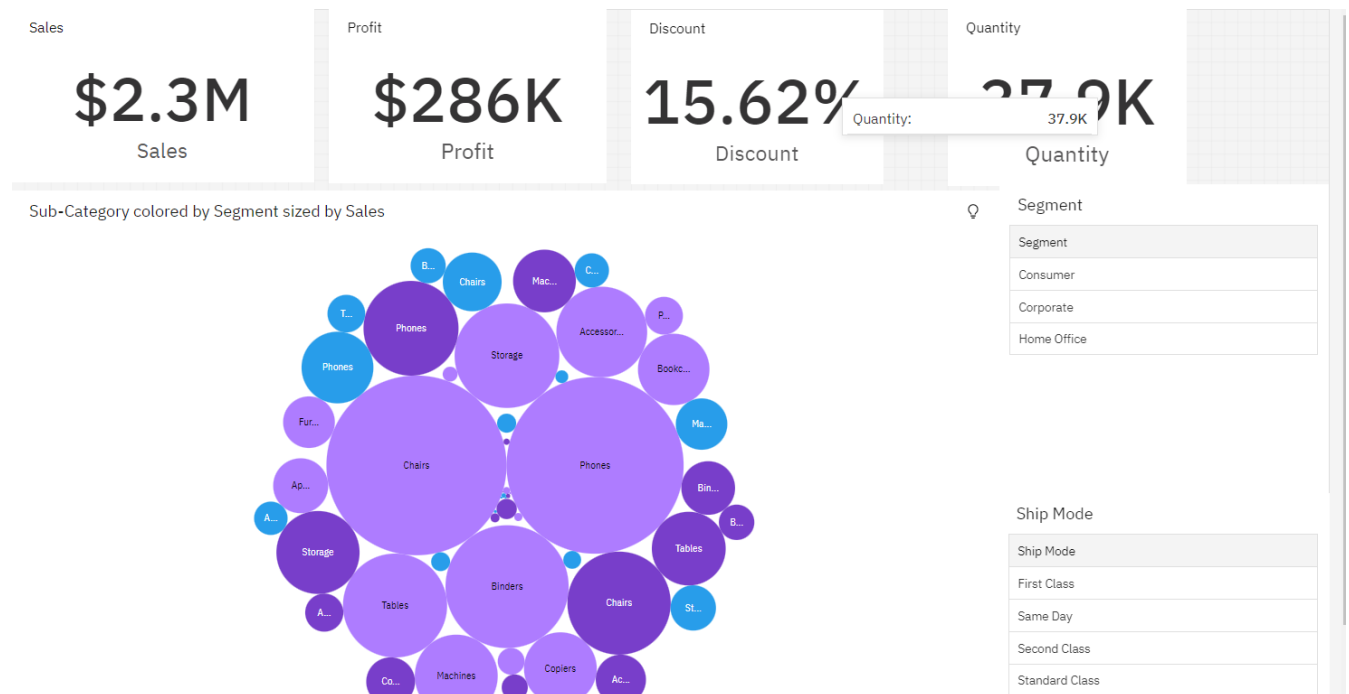 Sales
Profit
Discount
Quantity
$2.3M
$286K
15.62%
37.9K
Quantity: 37.9K
Sales
Profit
Discount
Quantity
Sub-Category colored by Segment sized by Sales
B...
Chairs
Mac...
C...
T...
Phones
Accessor...
P...
Storage
Phones
Bookc...
Fur...
Ma...
Chairs
Phones
Ap...
Bin...
A...
B...
Storage
Tables
Binders
Tables
Chairs
St...
A...
Machines
Copiers
Co...
Ac...
Segment
Segment
Consumer
Corporate
Home Office
Ship Mode
Ship Mode
First Class
Same Day
Second Class
Standard Class